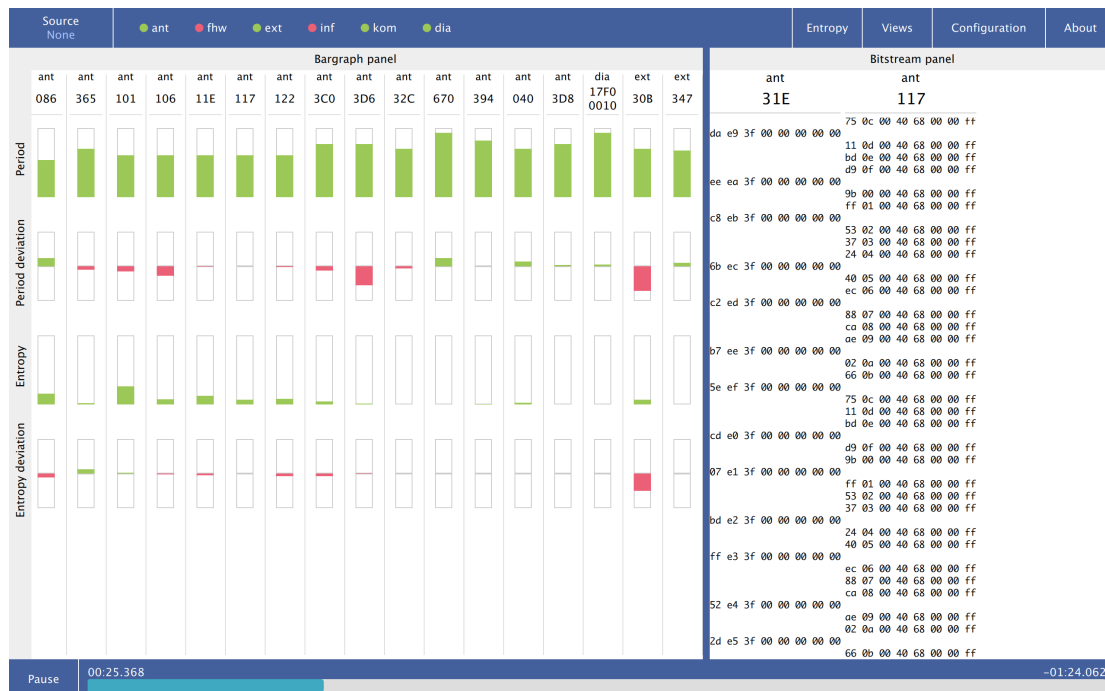 Source
None
ant
fhw
ext
inf
kom
dia
Entropy
Views
Configuration
About
Bargraph panel
ant ant ant ant ant ant ant ant ant ant ant ant ant ant dia ext ext
086 365 101 106 11E 117 122 3C0 3D6 32C 670 394 040 3D8 17F0 0010 30B 347
Period
Period deviation
Entropy
Entropy deviation
Bitstream panel
ant ant
31E 117
75 0c 00 40 68 00 00 ff
da e9 3f 00 00 00 00 00
11 0d 00 40 68 00 00 ff
bd 0e 00 40 68 00 00 ff
d9 0f 00 40 68 00 00 ff
ee ea 3f 00 00 00 00 00
9b 00 00 40 68 00 00 ff
ff 01 00 40 68 00 00 ff
c8 eb 3f 00 00 00 00 00
53 02 00 40 68 00 00 ff
37 03 00 40 68 00 00 ff
24 04 00 40 68 00 00 ff
6b ec 3f 00 00 00 00 00
40 05 00 40 68 00 00 ff
ec 06 00 40 68 00 00 ff
c2 ed 3f 00 00 00 00 00
88 07 00 40 68 00 00 ff
ca 08 00 40 68 00 00 ff
ae 09 00 40 68 00 00 ff
b7 ee 3f 00 00 00 00 00
02 0a 00 40 68 00 00 ff
66 0b 00 40 68 00 00 ff
5e ef 3f 00 00 00 00 00
75 0c 00 40 68 00 00 ff
11 0d 00 40 68 00 00 ff
bd 0e 00 40 68 00 00 ff
cd e0 3f 00 00 00 00 00
d9 0f 00 40 68 00 00 ff
9b 00 00 40 68 00 00 ff
07 e1 3f 00 00 00 00 00
ff 01 00 40 68 00 00 ff
53 02 00 40 68 00 00 ff
37 03 00 40 68 00 00 ff
bd e2 3f 00 00 00 00 00
24 04 00 40 68 00 00 ff
40 05 00 40 68 00 00 ff
ff e3 3f 00 00 00 00 00
ec 06 00 40 68 00 00 ff
88 07 00 40 68 00 00 ff
ca 08 00 40 68 00 00 ff
52 e4 3f 00 00 00 00 00
ae 09 00 40 68 00 00 ff
02 0a 00 40 68 00 00 ff
2d e5 3f 00 00 00 00 00
66 0b 00 40 68 00 00 ff
Pause
00:25.368
-01:24.062